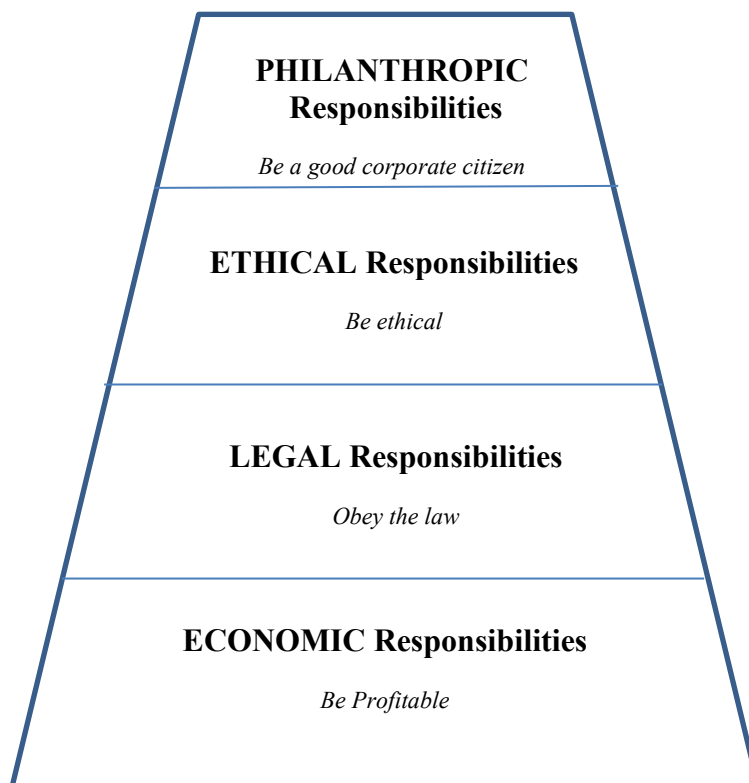 PHILANTHROPIC
Responsibilities
Be a good corporate citizen
ETHICAL Responsibilities
Be ethical
LEGAL Responsibilities
Obey the law
ECONOMIC Responsibilities
Be Profitable